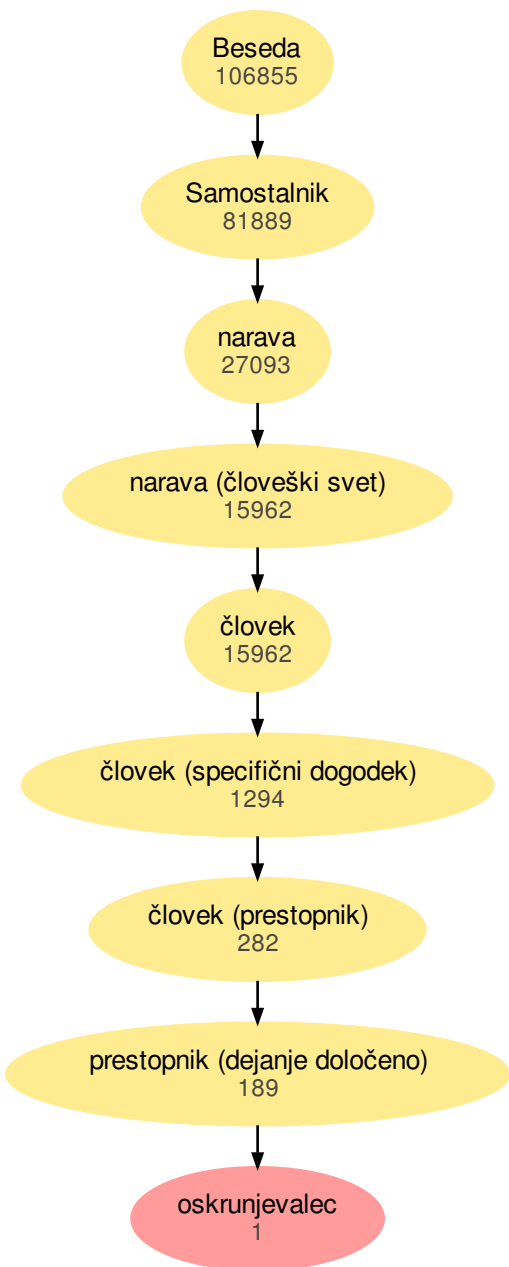 Beseda
106855
Samostalnik
81889
narava
27093
narava (človeški svet)
15962
človek
15962
človek (specifični dogodek)
1294
človek (prestopnik)
282
prestopnik (dejanje določeno)
189
oskrunjevalec
1